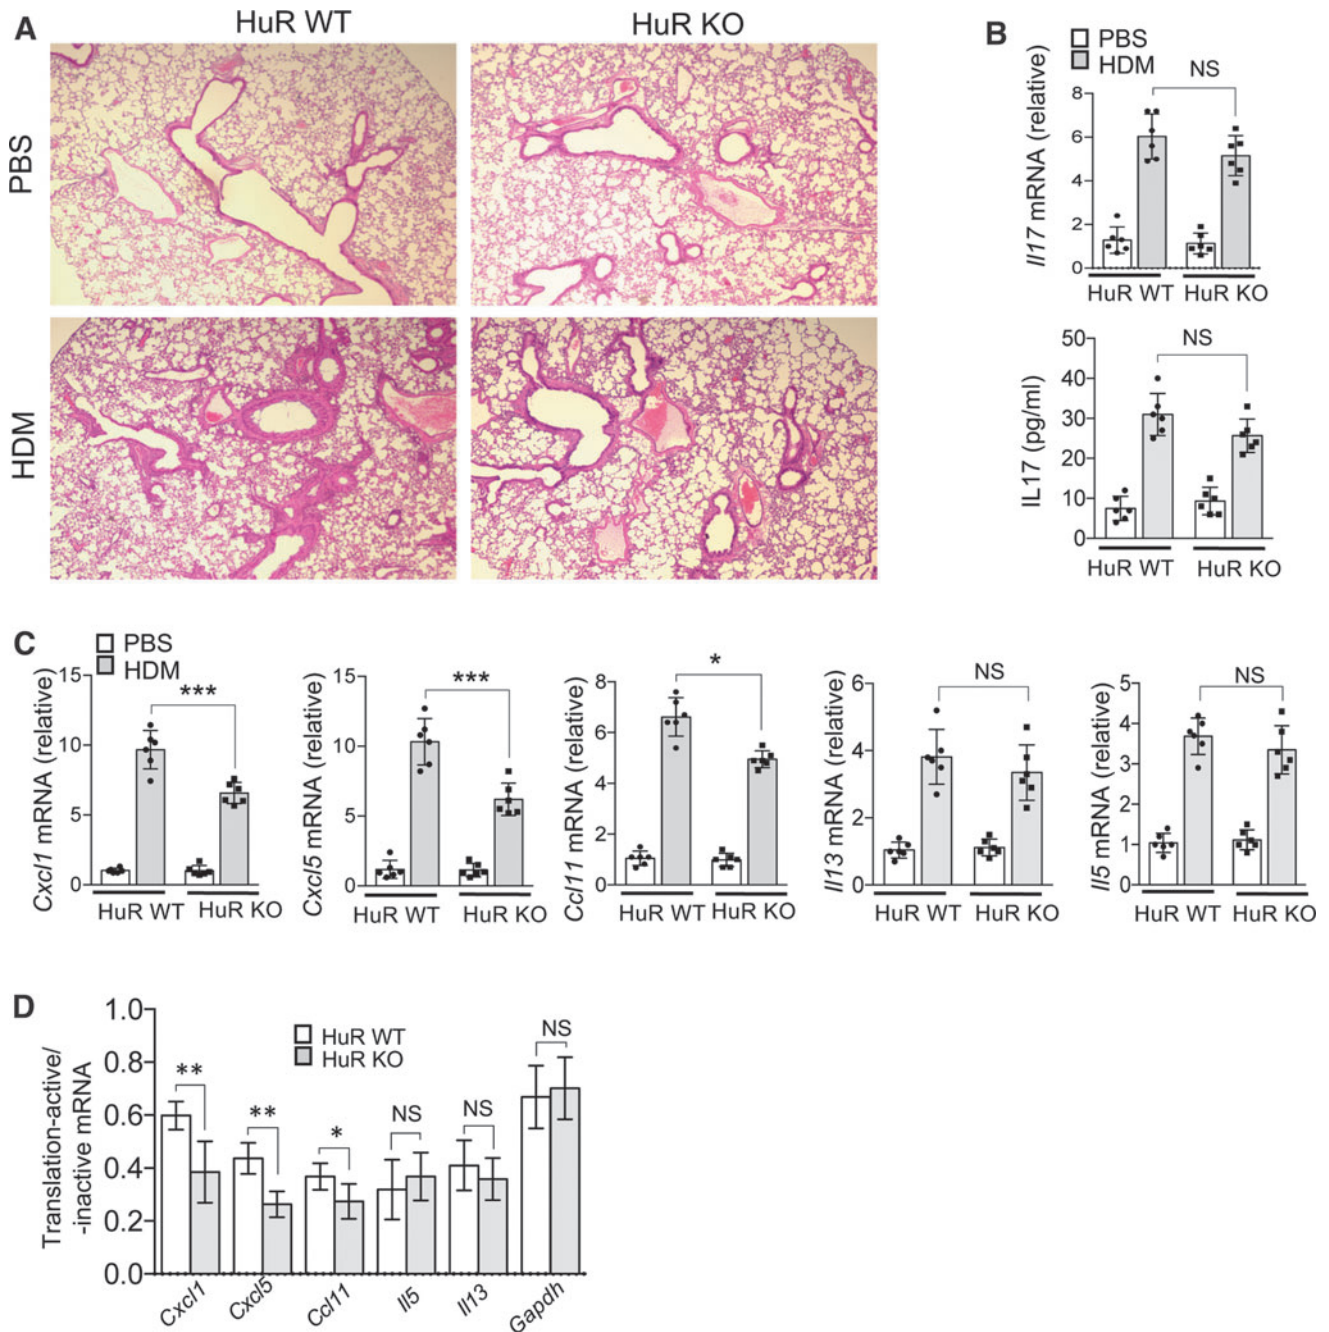 A
HuR WT
HuR KO
PBS
HDM
B
PBS
HDM
NS
Il17 mRNA (relative)
8
6
4
2
0
HuR WT
HuR KO
NS
IL17 (pg/ml)
50
40
30
20
10
0
HuR WT
HuR KO
C
PBS
HDM
***
Cxcl1 mRNA (relative)
15
10
5
0
HuR WT
HuR KO
***
Cxcl5 mRNA (relative)
15
10
5
0
HuR WT
HuR KO
*
Ccl11 mRNA (relative)
8
6
4
2
0
HuR WT
HuR KO
NS
Il13 mRNA (relative)
6
4
2
0
HuR WT
HuR KO
NS
Il5 mRNA (relative)
5
4
3
2
1
0
HuR WT
HuR KO
D
HuR WT
HuR KO
Translation-active/
-inactive mRNA
1.0
0.8
0.6
0.4
0.2
0.0
**
**
*
NS
NS
NS
Cxcl1
Cxcl5
Ccl11
Il5
Il13
Gapdh